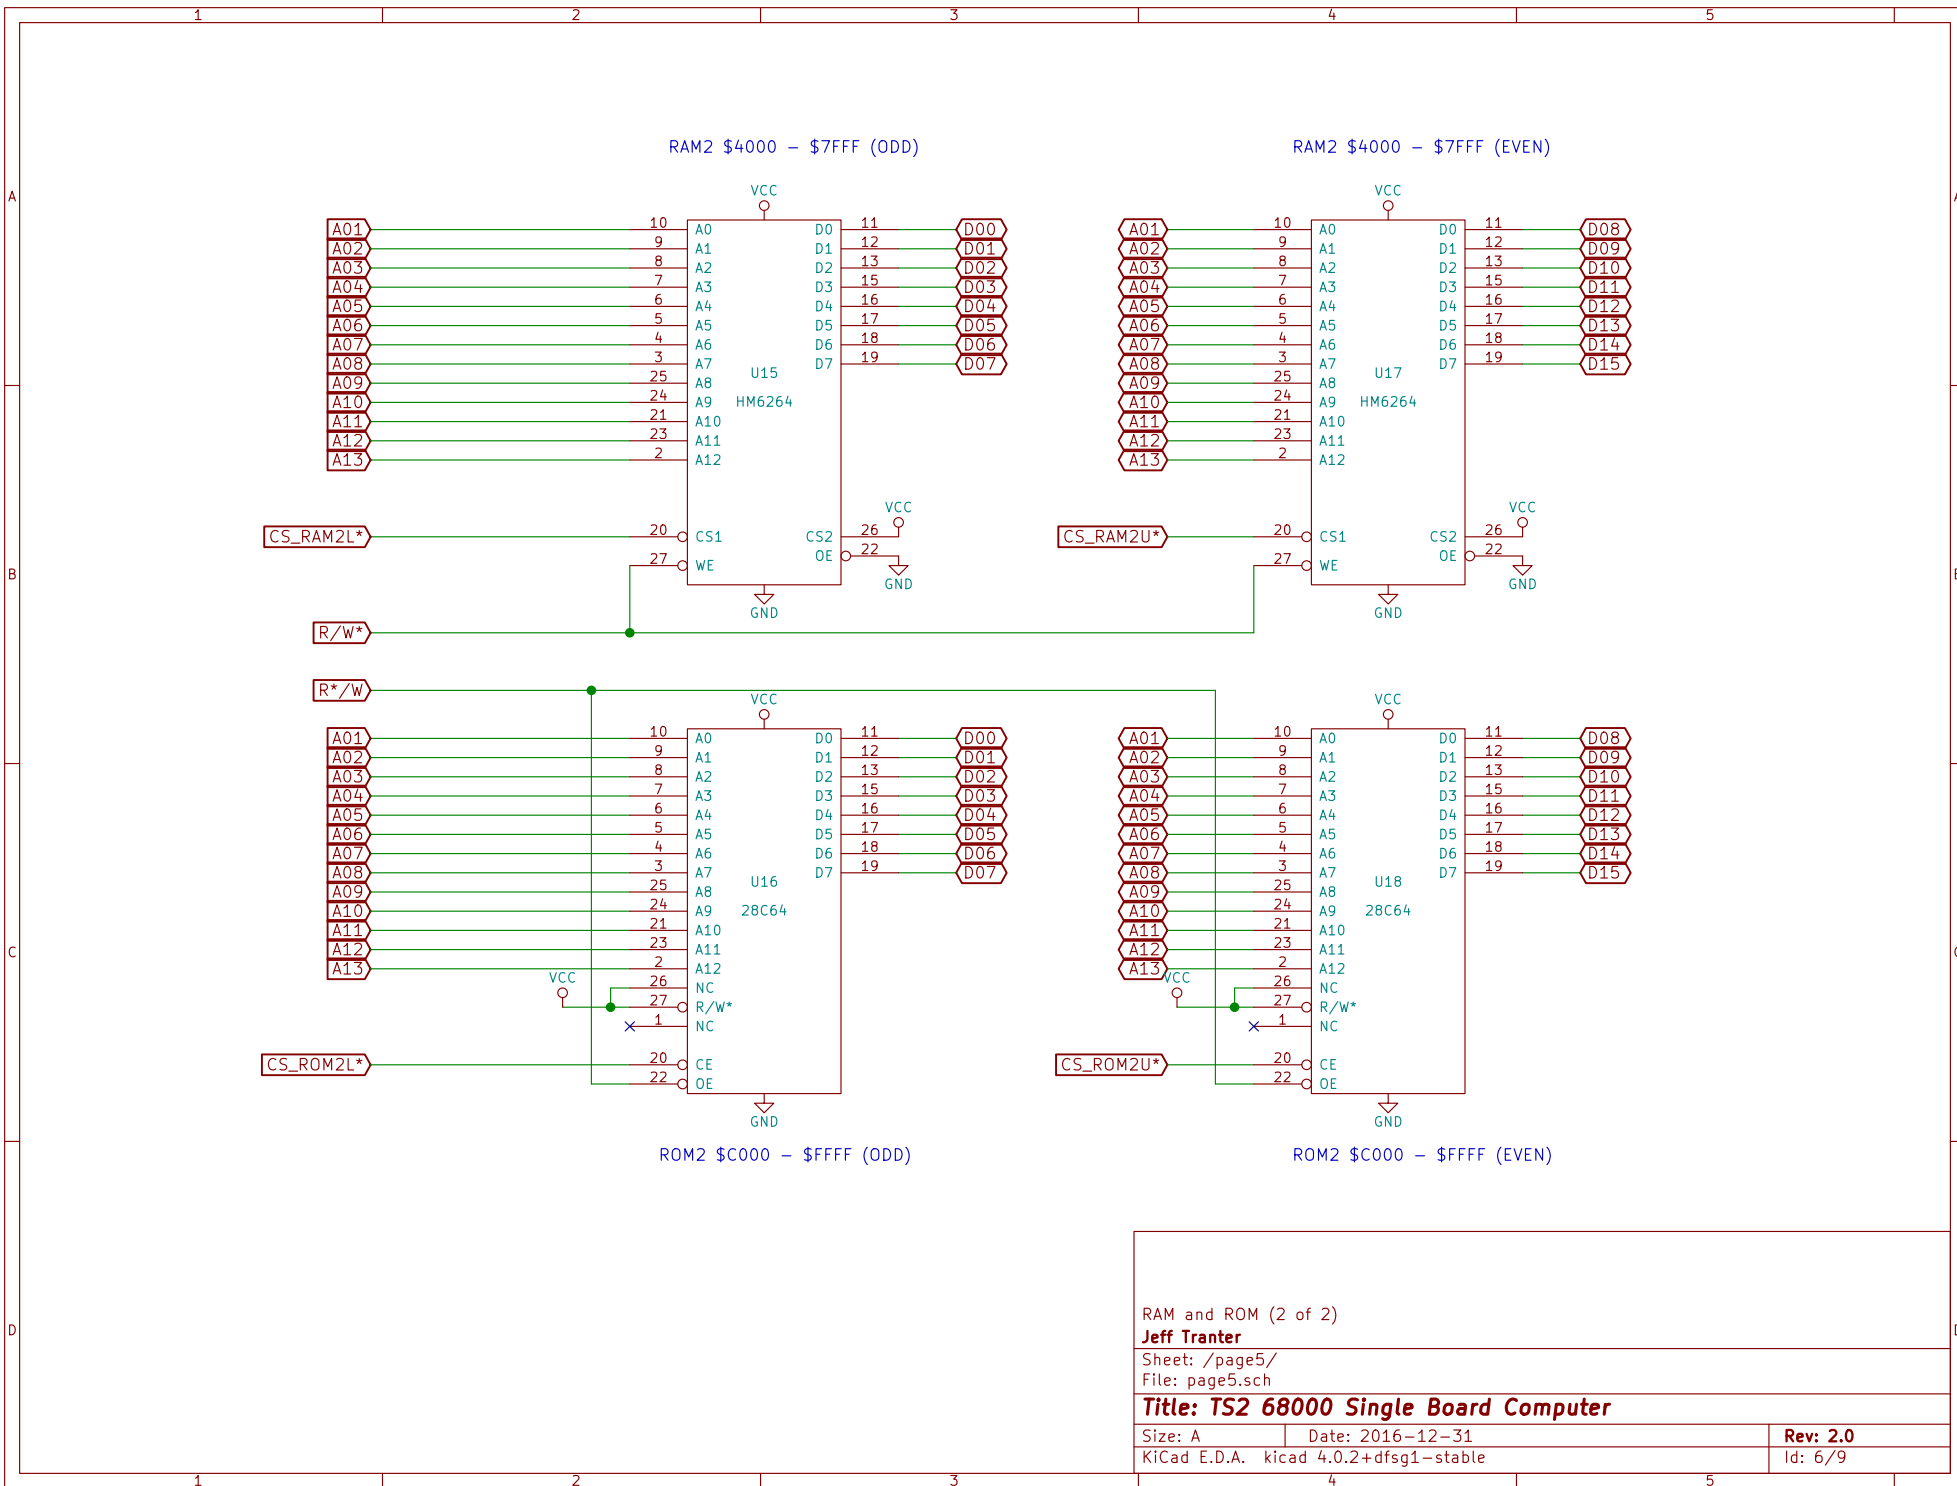 1 2 3 4 5
RAM2 $4000 - $7FFF (ODD) RAM2 $4000 - $7FFF (EVEN)
A
VCC VCC
A01 10 A0 D0 11 D00 A01 10 A0 D0 11 D08
A02 9 A1 D1 12 D01 A02 9 A1 D1 12 D09
A03 8 A2 D2 13 D02 A03 8 A2 D2 13 D10
A04 7 A3 D3 15 D03 A04 7 A3 D3 15 D11
A05 6 A4 D4 16 D04 A05 6 A4 D4 16 D12
A06 5 A5 D5 17 D05 A06 5 A5 D5 17 D13
A07 4 A6 D6 18 D06 A07 4 A6 D6 18 D14
A08 3 A7 D7 19 D07 A08 3 A7 D7 19 D15
U15 U17
A09 25 A8 A09 25 A8
A10 24 A9 HM6264 A10 24 A9 HM6264
A11 21 A10 A11 21 A10
A12 23 A11 A12 23 A11
A13 2 A12 A13 2 A12
VCC VCC
CS_RAM2L* 20 CS1 CS2 26 CS_RAM2U* 20 CS1 CS2 26
OE 22 OE 22
B 27 WE 27 WE
GND GND
GND GND
R/W*
R*/W
VCC VCC
A01 10 A0 D0 11 D00 A01 10 A0 D0 11 D08
A02 9 A1 D1 12 D01 A02 9 A1 D1 12 D09
A03 8 A2 D2 13 D02 A03 8 A2 D2 13 D10
A04 7 A3 D3 15 D03 A04 7 A3 D3 15 D11
A05 6 A4 D4 16 D04 A05 6 A4 D4 16 D12
A06 5 A5 D5 17 D05 A06 5 A5 D5 17 D13
A07 4 A6 D6 18 D06 A07 4 A6 D6 18 D14
A08 3 A7 D7 19 D07 A08 3 A7 D7 19 D15
U16 U18
A09 25 A8 A09 25 A8
A10 24 A9 28C64 A10 24 A9 28C64
A11 21 A10 A11 21 A10
C A12 23 A11 A12 23 A11
A13 2 A12 A13 2 A12
VCC 26 NC VCC 26 NC
27 R/W* 27 R/W*
1 NC 1 NC
CS_ROM2L* 20 CE CS_ROM2U* 20 CE
22 OE 22 OE
GND GND
ROM2 $C000 - $FFFF (ODD) ROM2 $C000 - $FFFF (EVEN)
D
RAM and ROM (2 of 2)
Jeff Tranter
Sheet: /page5/
File: page5.sch
Title: TS2 68000 Single Board Computer
Size: A Date: 2016-12-31 Rev: 2.0
KiCad E.D.A. kicad 4.0.2+dfsg1-stable Id: 6/9
1 2 3 4 5